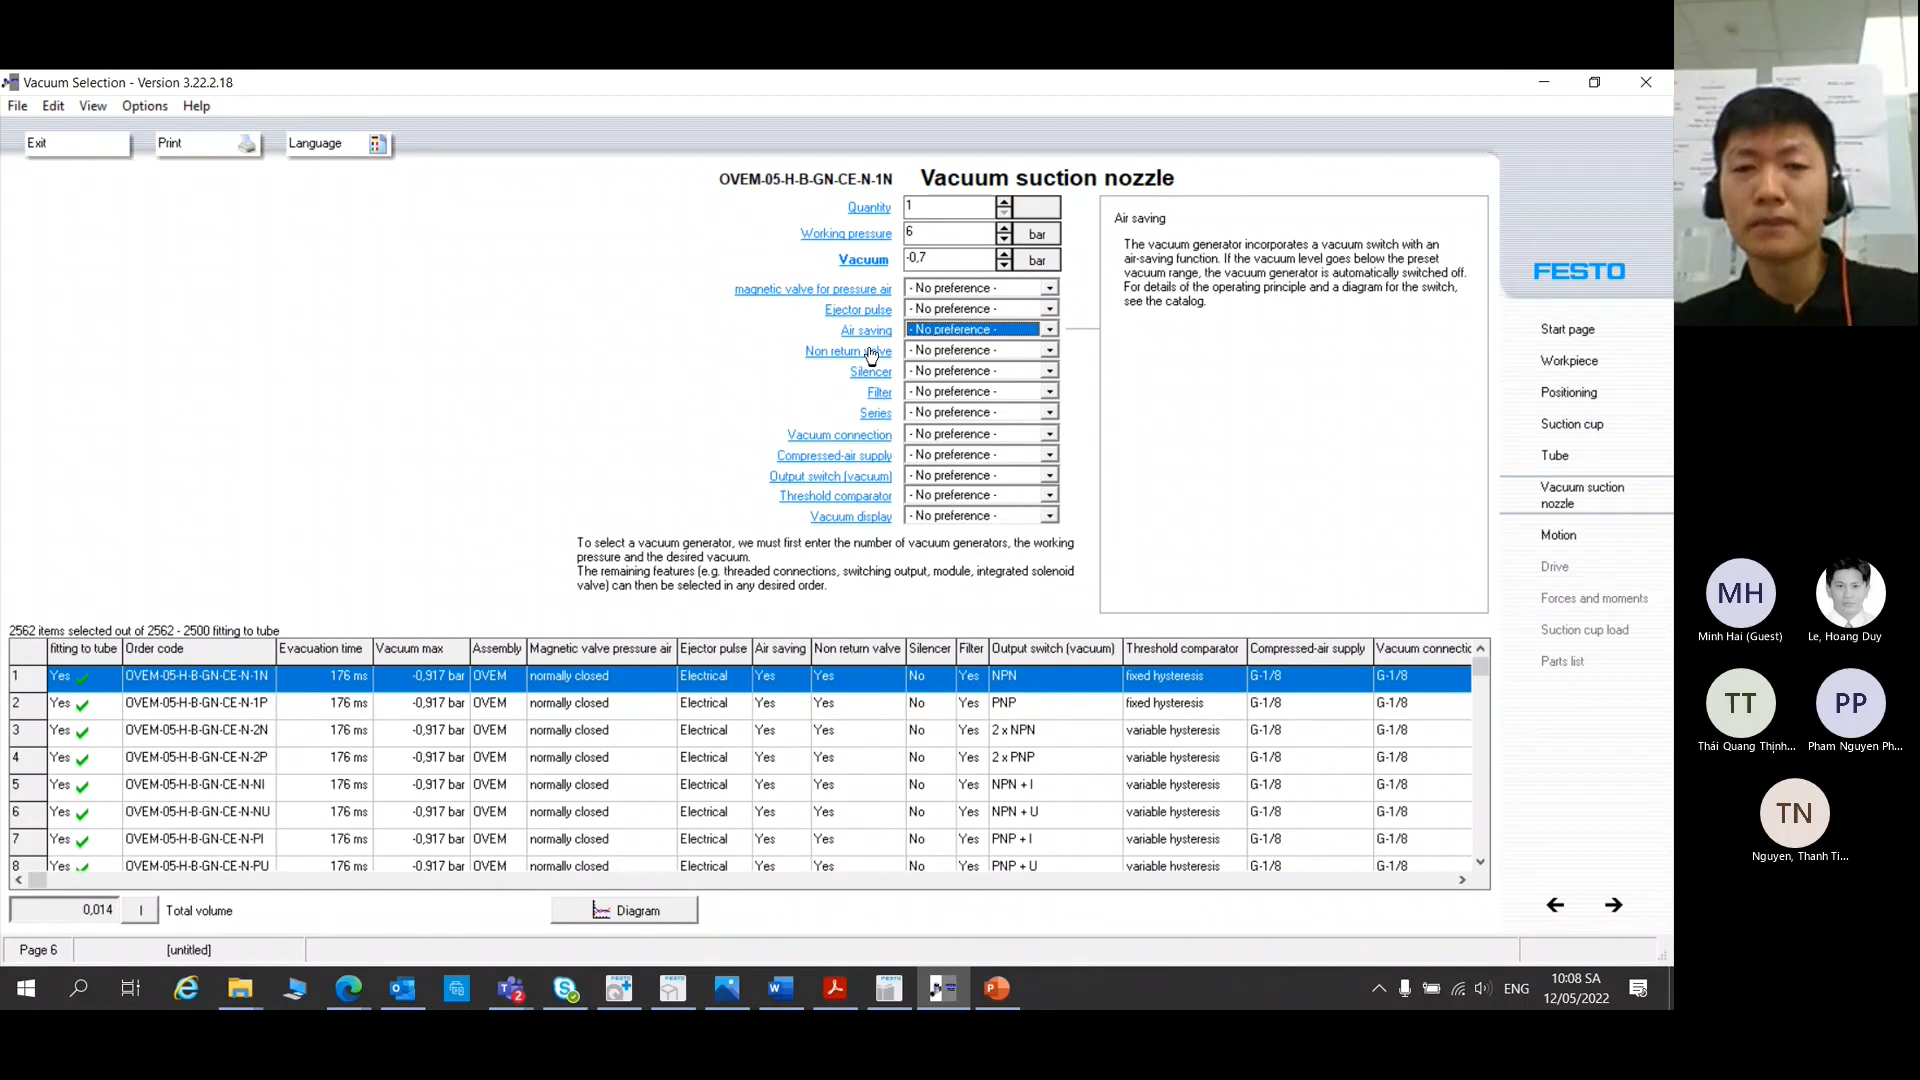 Vacuum Selection - Version 3.22.2.18
File Edit View Options Help
Exit Print Language
OVEM-05-H-B-GN-CE-N-1N Vacuum suction nozzle
Quantity 1
Working pressure 6 bar
Vacuum -0,7 bar
magnetic valve for pressure air - No preference -
Ejector pulse - No preference -
Air saving - No preference -
Non return valve - No preference -
Silencer - No preference -
Filter - No preference -
Series - No preference -
Vacuum connection - No preference -
Compressed-air supply - No preference -
Output switch (vacuum) - No preference -
Threshold comparator - No preference -
Vacuum display - No preference -
To select a vacuum generator, we must first enter the number of vacuum generators, the working
pressure and the desired vacuum.
The remaining features (e.g. threaded connections, switching output, module, integrated solenoid
valve) can then be selected in any desired order.
Air saving
The vacuum generator incorporates a vacuum switch with an
air-saving function. If the vacuum level goes below the preset
vacuum range, the vacuum generator is automatically switched off.
For details of the operating principle and a diagram for the switch,
see the catalog.
FESTO
Start page
Workpiece
Positioning
Suction cup
Tube
Vacuum suction
nozzle
Motion
Drive
Forces and moments
Suction cup load
Parts list
2562 items selected out of 2562 - 2500 fitting to tube
fitting to tube Order code Evacuation time Vacuum max Assembly Magnetic valve pressure air Ejector pulse Air saving Non return valve Silencer Filter Output switch (vacuum) Threshold comparator Compressed-air supply Vacuum connectic
1 Yes OVEM-05-H-B-GN-CE-N-1N 176 ms -0,917 bar OVEM normally closed Electrical Yes Yes No Yes NPN fixed hysteresis G-1/8 G-1/8
2 Yes OVEM-05-H-B-GN-CE-N-1P 176 ms -0,917 bar OVEM normally closed Electrical Yes Yes No Yes PNP fixed hysteresis G-1/8 G-1/8
3 Yes OVEM-05-H-B-GN-CE-N-2N 176 ms -0,917 bar OVEM normally closed Electrical Yes Yes No Yes 2 x NPN variable hysteresis G-1/8 G-1/8
4 Yes OVEM-05-H-B-GN-CE-N-2P 176 ms -0,917 bar OVEM normally closed Electrical Yes Yes No Yes 2 x PNP variable hysteresis G-1/8 G-1/8
5 Yes OVEM-05-H-B-GN-CE-N-NI 176 ms -0,917 bar OVEM normally closed Electrical Yes Yes No Yes NPN + I variable hysteresis G-1/8 G-1/8
6 Yes OVEM-05-H-B-GN-CE-N-NU 176 ms -0,917 bar OVEM normally closed Electrical Yes Yes No Yes NPN + U variable hysteresis G-1/8 G-1/8
7 Yes OVEM-05-H-B-GN-CE-N-PI 176 ms -0,917 bar OVEM normally closed Electrical Yes Yes No Yes PNP + I variable hysteresis G-1/8 G-1/8
8 Yes OVEM-05-H-B-GN-CE-N-PU 176 ms -0,917 bar OVEM normally closed Electrical Yes Yes No Yes PNP + U variable hysteresis G-1/8 G-1/8
0,014 l Total volume Diagram
Page 6 [untitled]
ENG 10:08 SA
12/05/2022
MH
Minh Hai (Guest) Le, Hoang Duy
TT PP
Thái Quang Thịnh... Pham Nguyen Ph...
TN
Nguyen, Thanh Ti...